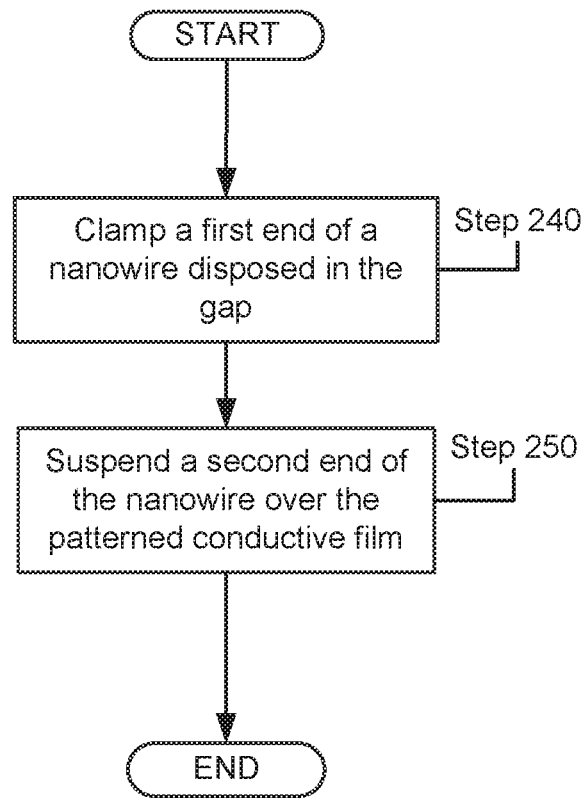 START
Clamp a first end of a
nanowire disposed in the
gap
Step 240
Suspend a second end of
the nanowire over the
patterned conductive film
Step 250
END